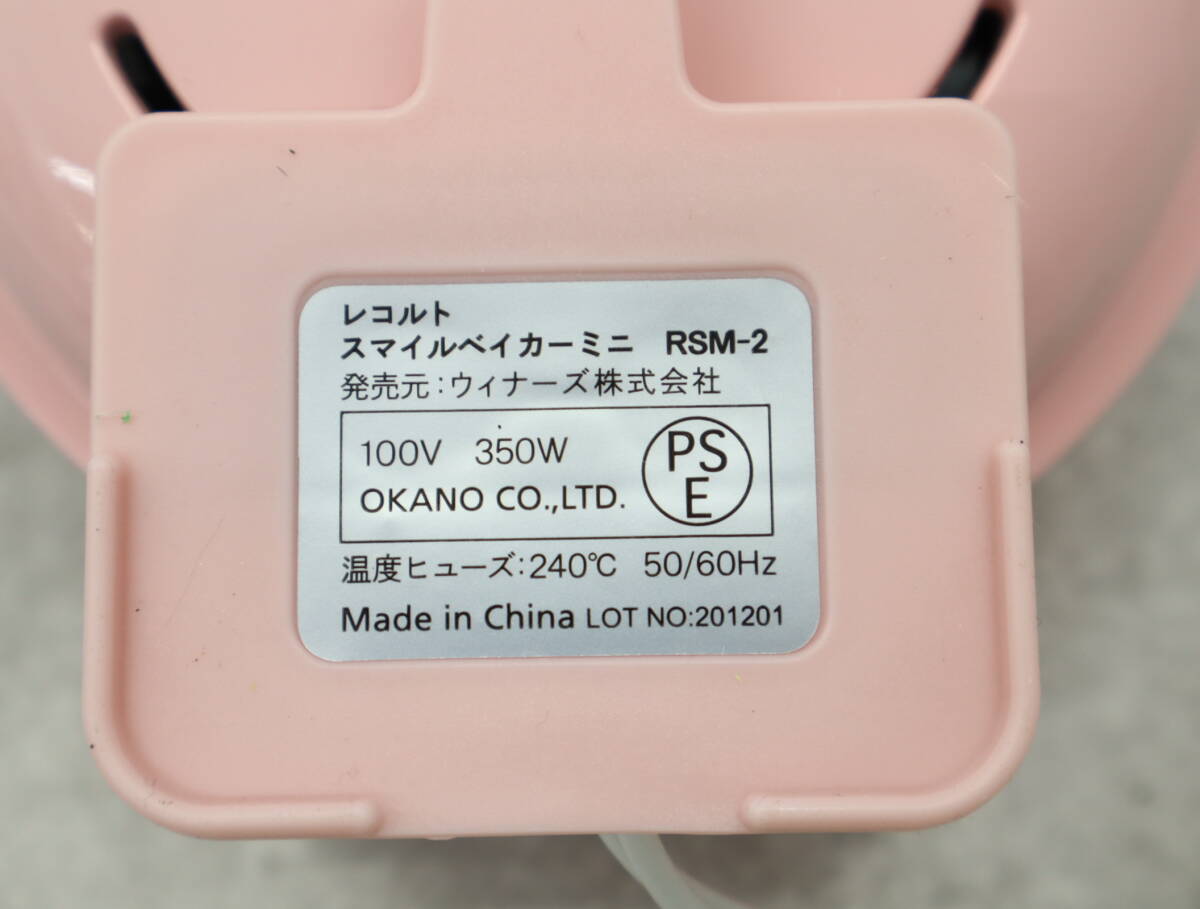 レコルト
スマイルベイカーミニ RSM-2
発売元:ウィナーズ株式会社
100V 350W
OKANO CO.,LTD.
PS
E
温度ヒューズ:240℃ 50/60Hz
Made in China LOT NO:201201